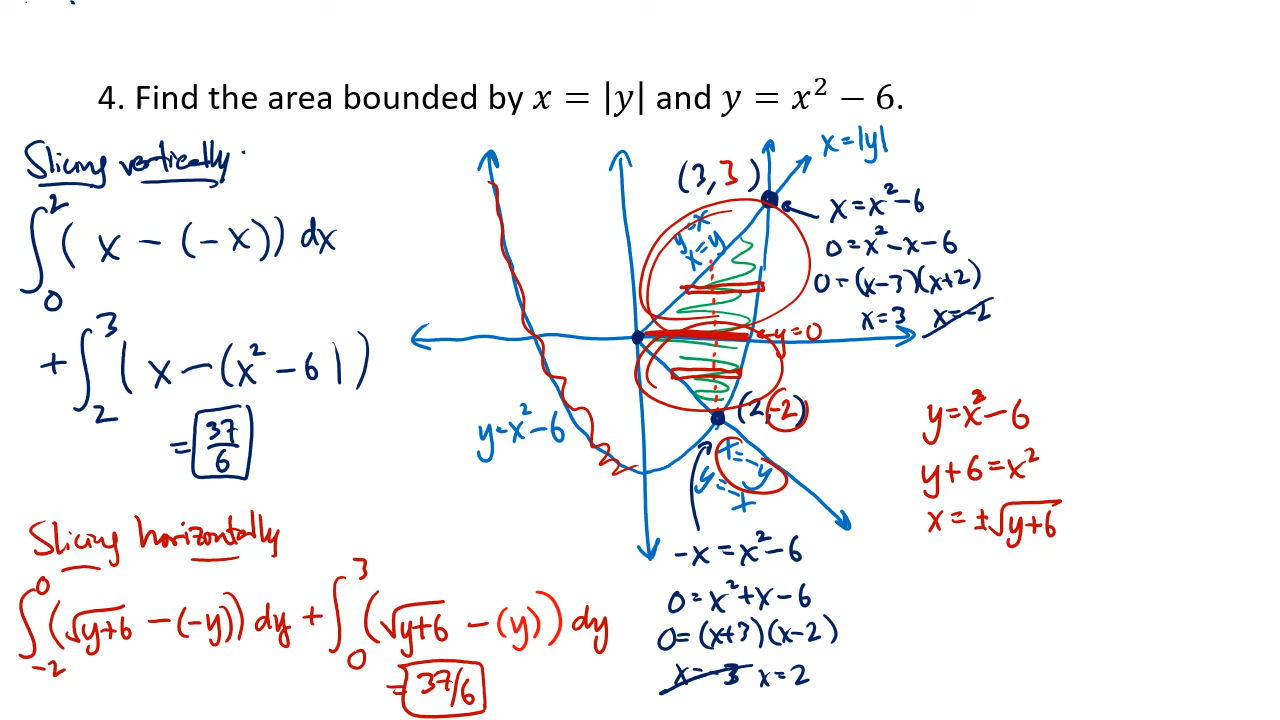 4. Find the area bounded by x = |y| and y = x² − 6.
Slicing vertically.
∫₀² (x − (−x)) dx
+ ∫₂³ (x − (x² − 6))
= 37/6
Slicing horizontally
∫₋₂⁰ (√y+6 − (−y)) dy + ∫₀³ (√y+6 − (y)) dy
= 37/6
x=|y|
(3,3)
y=x
x=y
y=0
(2,-2)
y=x²-6
x=-y
y=-x
x=x²-6
0=x²-x-6
0=(x-3)(x+2)
x=3 x=-2
-x=x²-6
0=x²+x-6
0=(x+3)(x-2)
x=-3 x=2
y=x²-6
y+6=x²
x=±√y+6